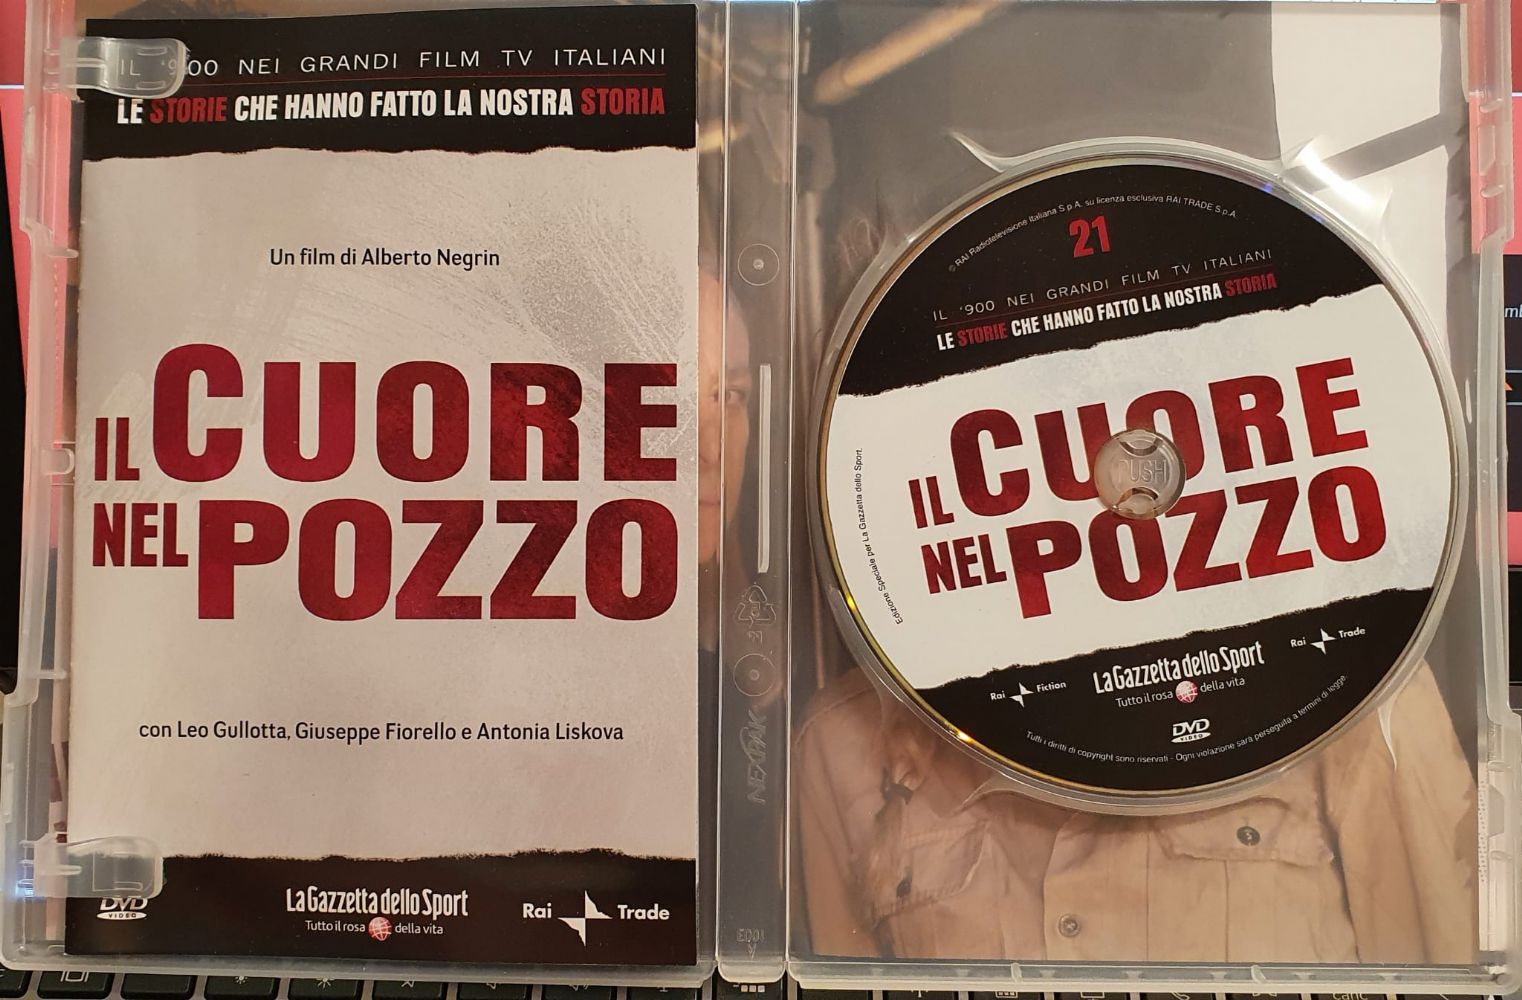 IL '900 NEI GRANDI FILM TV ITALIANI
LE STORIE CHE HANNO FATTO LA NOSTRA STORIA
Un film di Alberto Negrin
IL CUORE
NEL POZZO
con Leo Gullotta, Giuseppe Fiorello e Antonia Liskova
DVD
VIDEO
La Gazzetta dello Sport
Tutto il rosa della vita
Rai Trade
NEXPAK
© RAI Radiotelevisione Italiana S.p.A. su licenza esclusiva RAI TRADE S.p.A.
21
IL '900 NEI GRANDI FILM TV ITALIANI
LE STORIE CHE HANNO FATTO LA NOSTRA STORIA
IL CUORE
PUSH
NEL POZZO
Edizione Speciale per La Gazzetta dello Sport.
Rai Fiction
La Gazzetta dello Sport
Tutto il rosa della vita
Rai Trade
DVD
VIDEO
Tutti i diritti di copyright sono riservati - Ogni violazione sarà perseguita a termini di legge.
canc